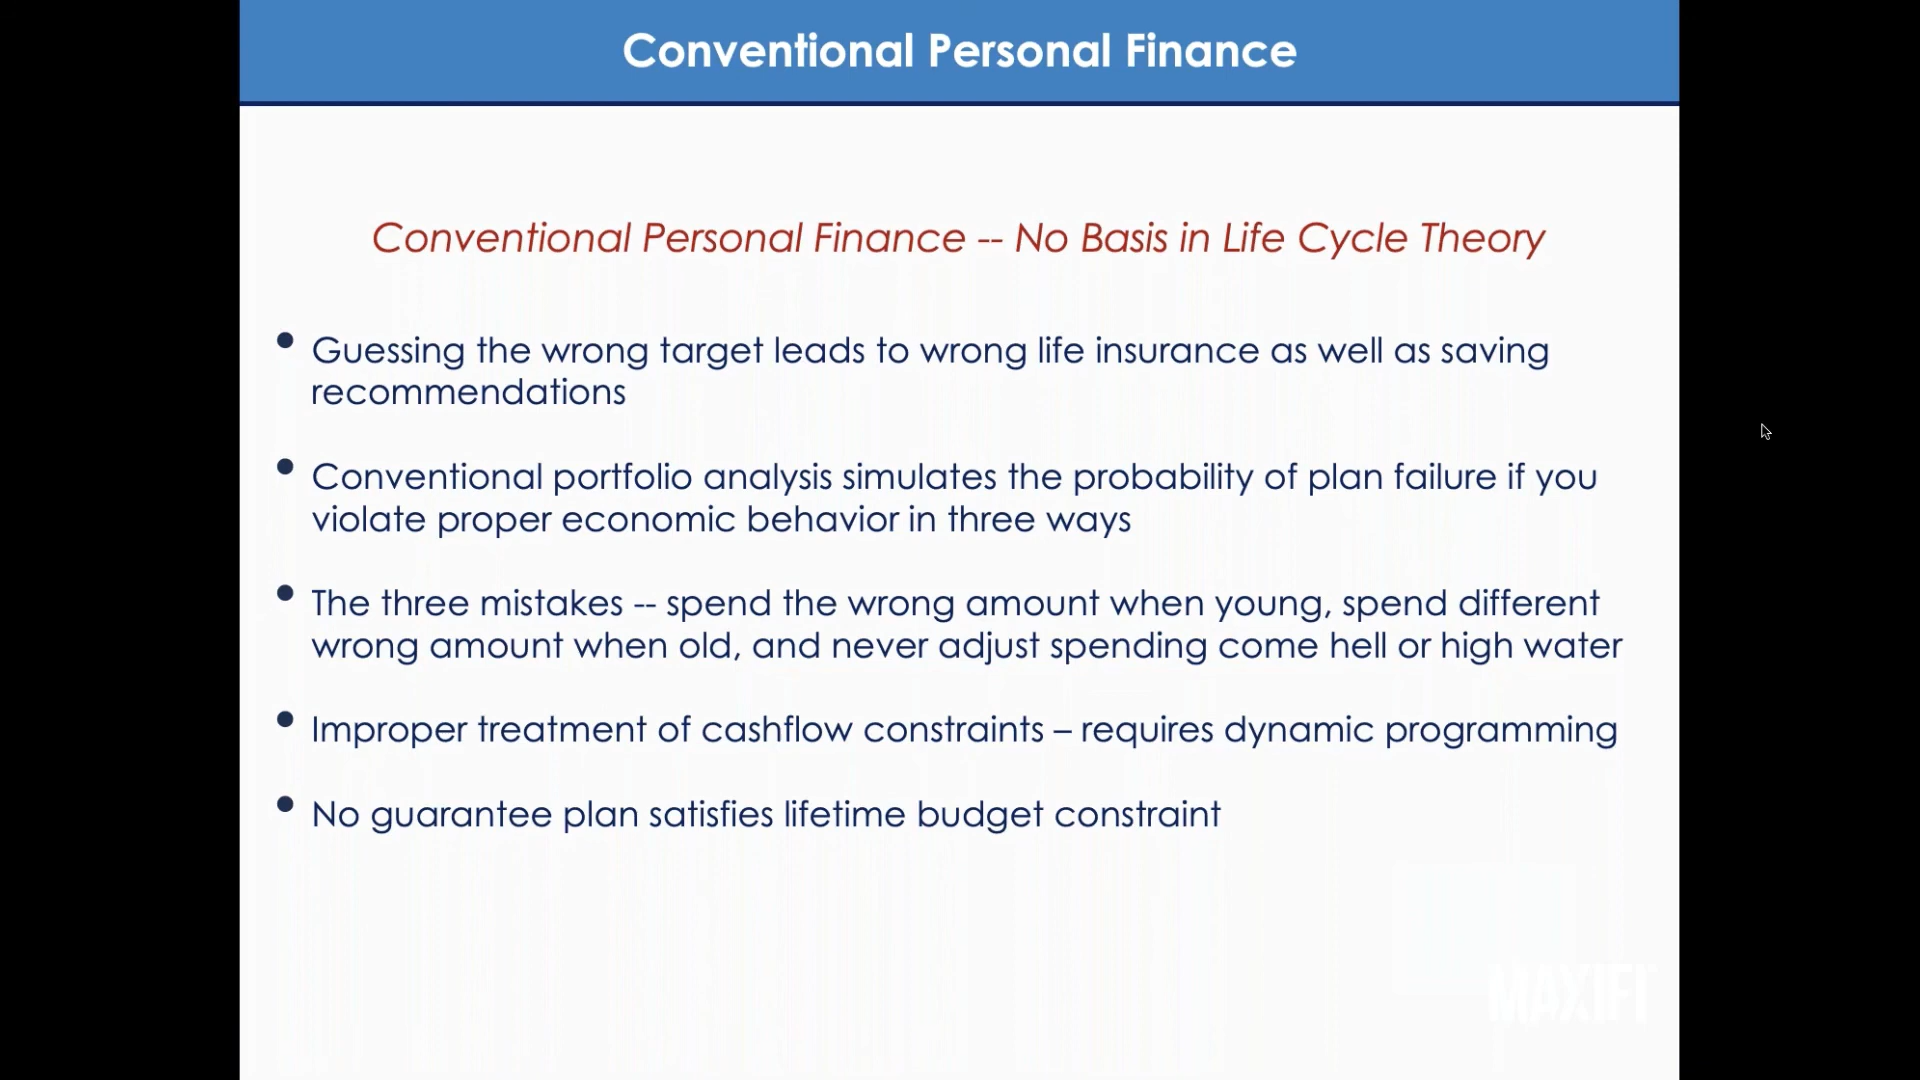 Conventional Personal Finance
Conventional Personal Finance -- No Basis in Life Cycle Theory
• Guessing the wrong target leads to wrong life insurance as well as saving
recommendations
• Conventional portfolio analysis simulates the probability of plan failure if you
violate proper economic behavior in three ways
• The three mistakes -- spend the wrong amount when young, spend different
wrong amount when old, and never adjust spending come hell or high water
• Improper treatment of cashflow constraints – requires dynamic programming
• No guarantee plan satisfies lifetime budget constraint
MAXIFI